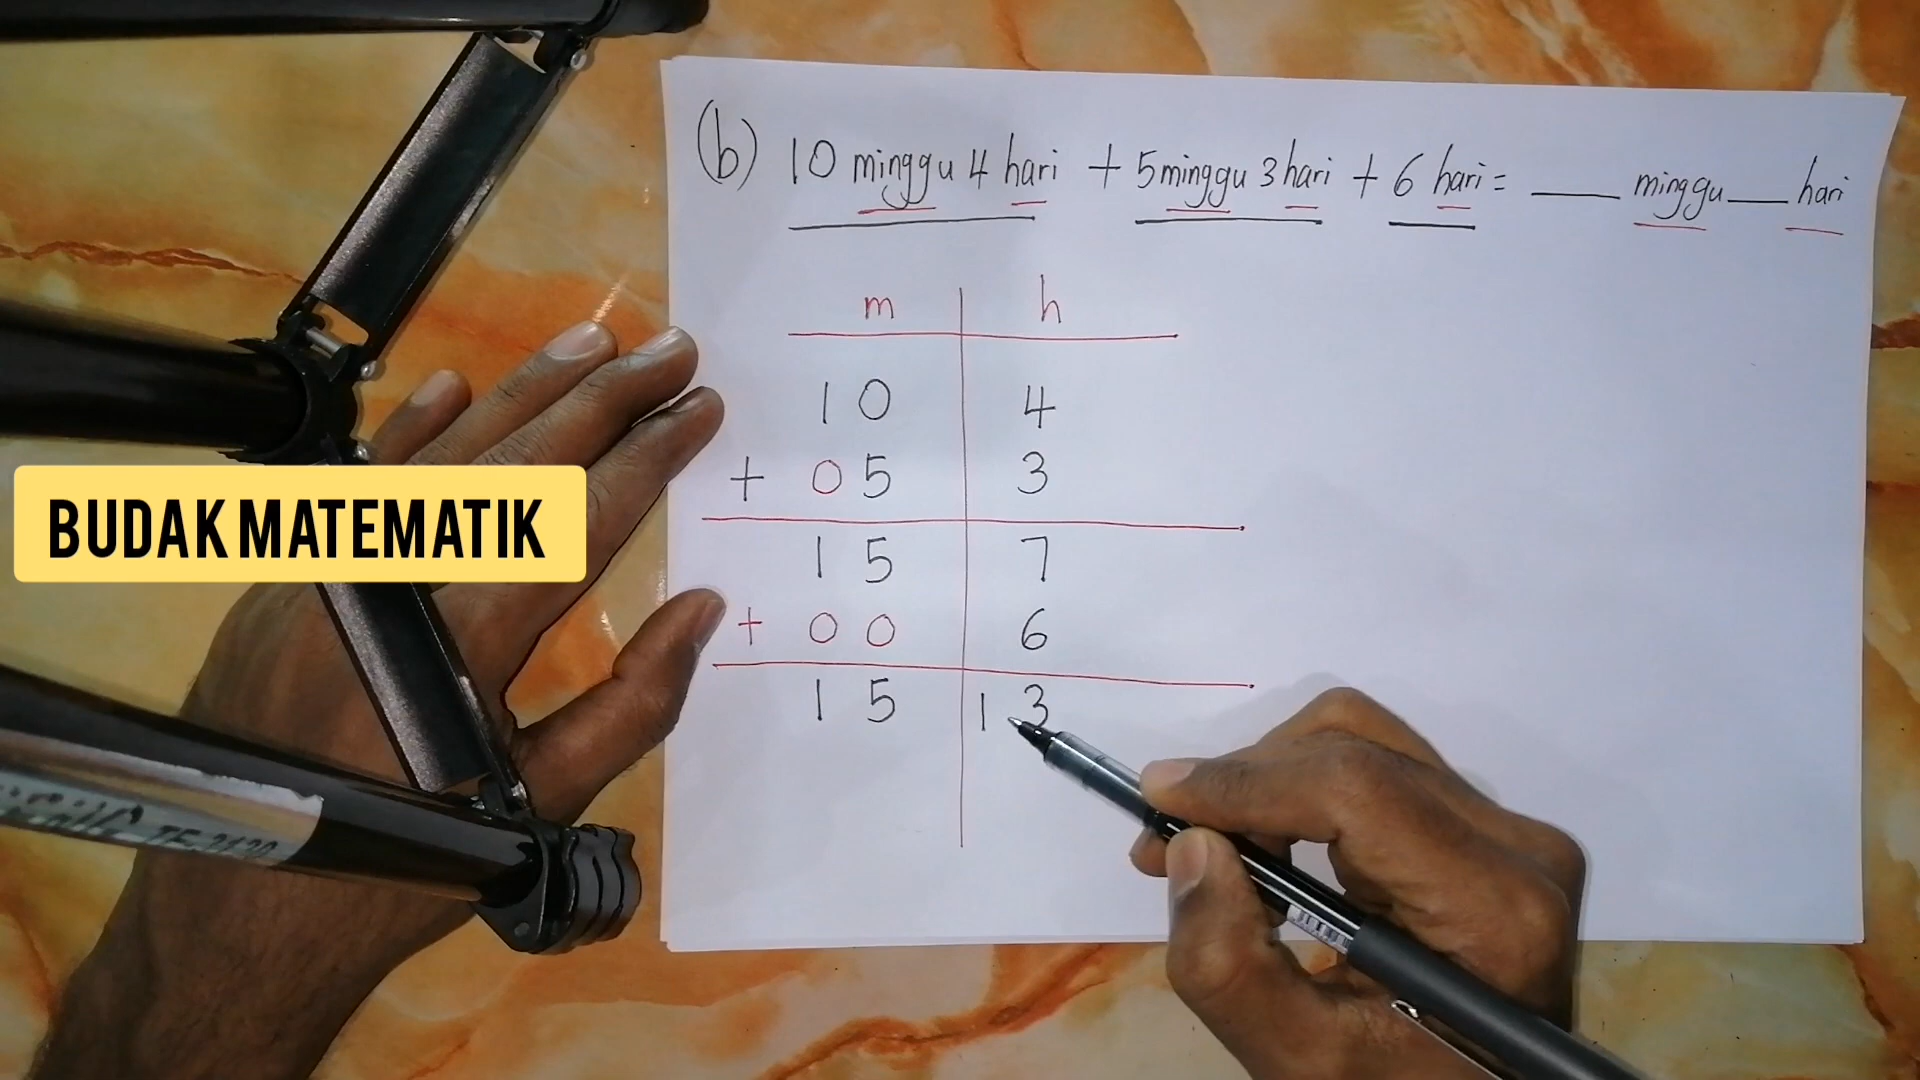 (b) 10 minggu 4 hari + 5 minggu 3 hari + 6 hari = ___ minggu ___ hari
m h
10 4
+ 05 3
15 7
+ 00 6
15 13
BUDAK MATEMATIK